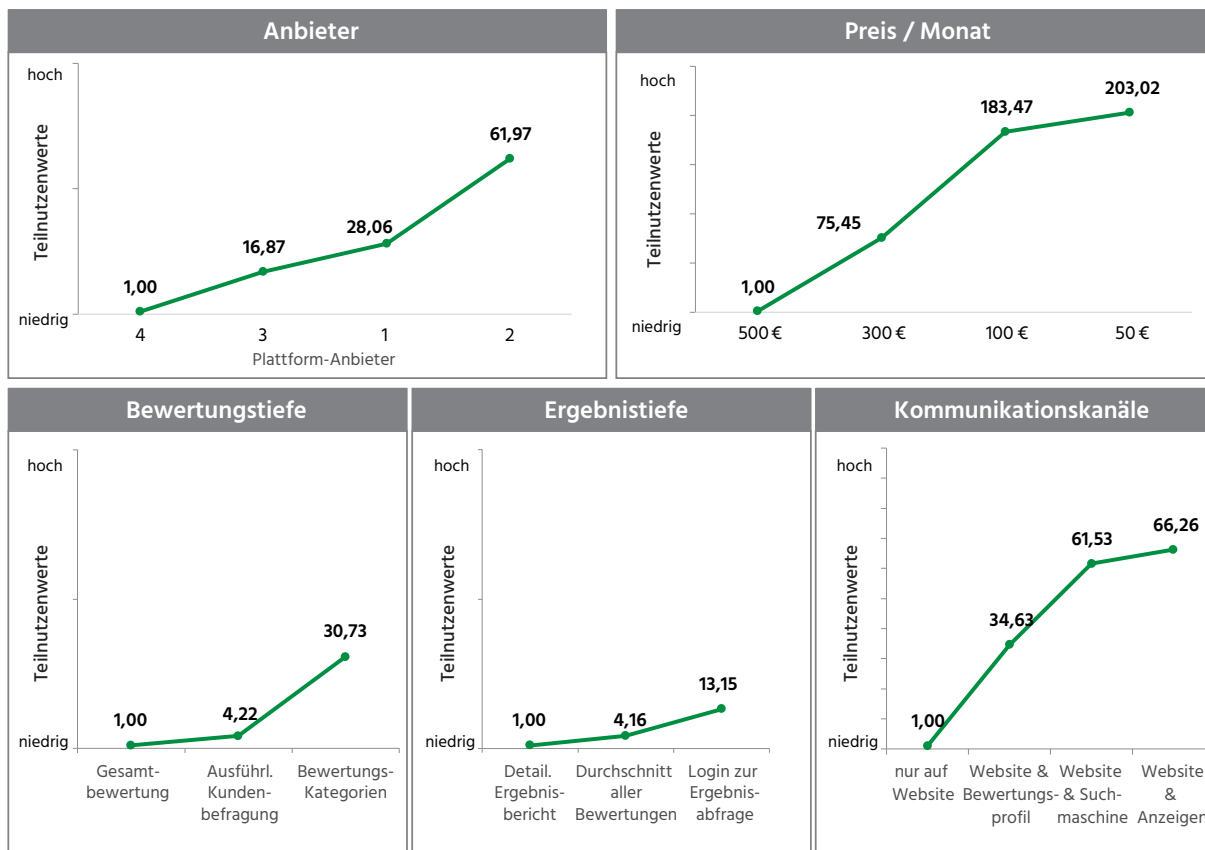 Anbieter
hoch
Teilnutzenwerte
niedrig
1,00
16,87
28,06
61,97
4
3
1
2
Plattform-Anbieter
Preis / Monat
hoch
Teilnutzenwerte
niedrig
1,00
75,45
183,47
203,02
500 €
300 €
100 €
50 €
Bewertungstiefe
hoch
Teilnutzenwerte
niedrig
1,00
4,22
30,73
Gesamt-
bewertung
Ausführl.
Kunden-
befragung
Bewertungs-
Kategorien
Ergebnistiefe
hoch
Teilnutzenwerte
niedrig
1,00
4,16
13,15
Detail.
Ergebnis-
bericht
Durchschnitt
aller
Bewertungen
Login zur
Ergebnis-
abfrage
Kommunikationskanäle
hoch
Teilnutzenwerte
niedrig
1,00
34,63
61,53
66,26
nur auf
Website
Website &
Bewertungs-
profil
Website
& Such-
maschine
Website
&
Anzeigen